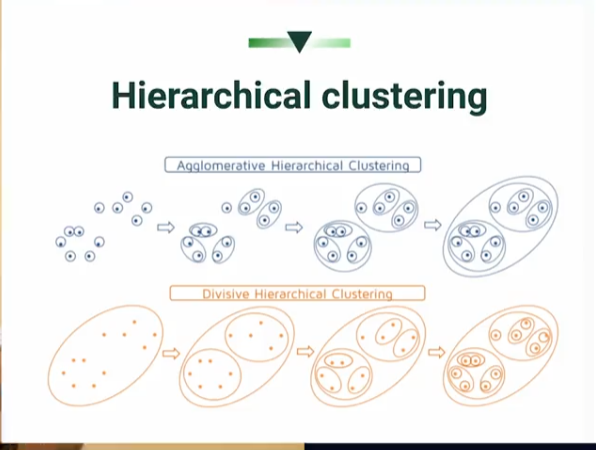 Hierarchical clustering
Agglomerative Hierarchical Clustering
Divisive Hierarchical Clustering